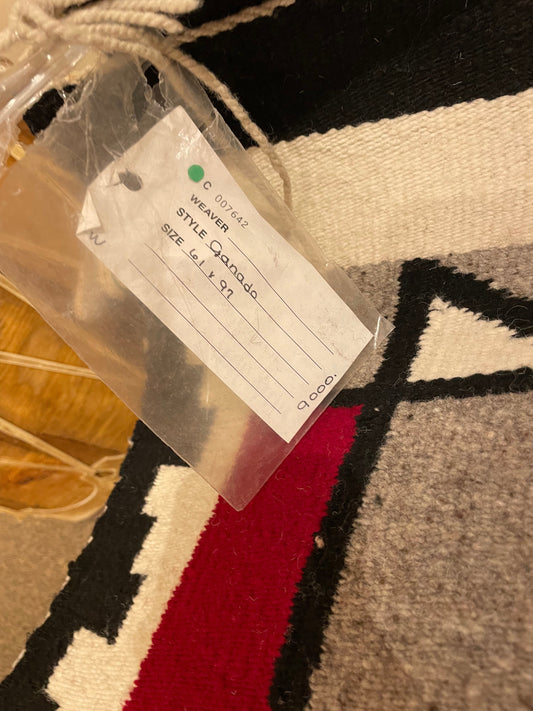 C 007642
WEAVER
STYLE Ganado
SIZE 61 x 97
9000.